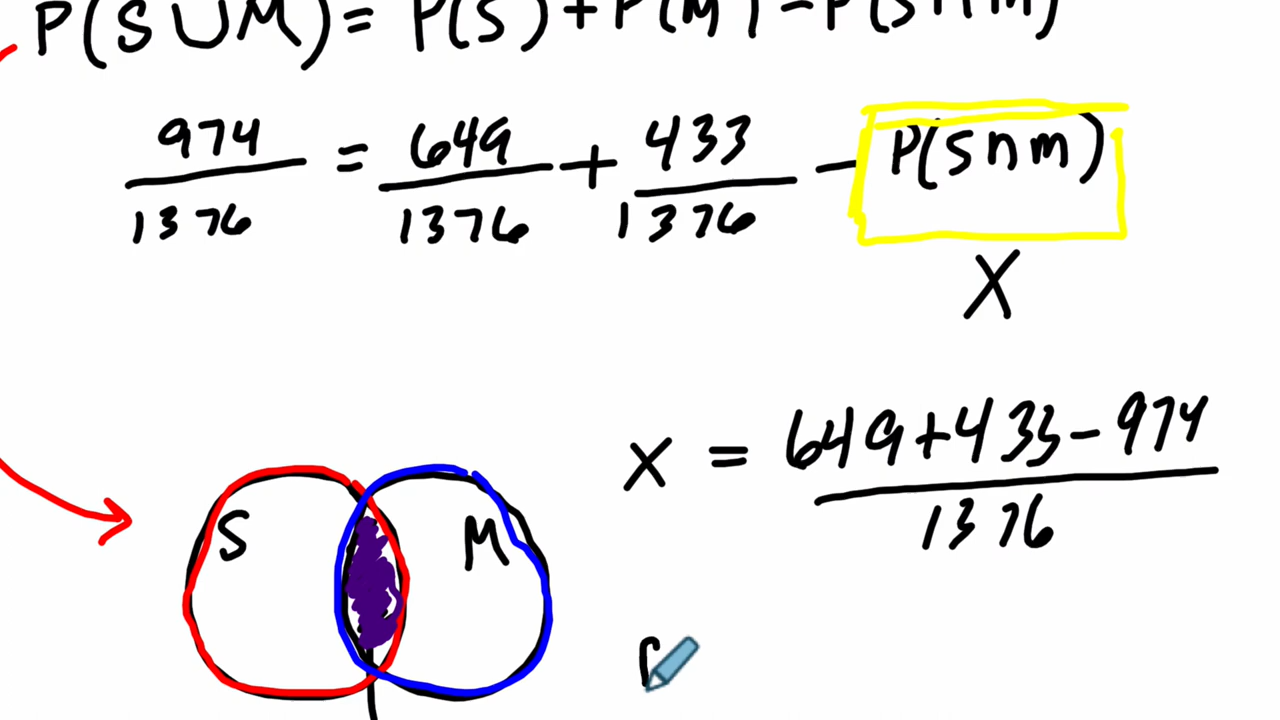 P(S∪M) = P(S) + P(M) - P(S∩M)
974/1376 = 649/1376 + 433/1376 - P(S∩M)
X
X = (649+433-974)/1376
S M